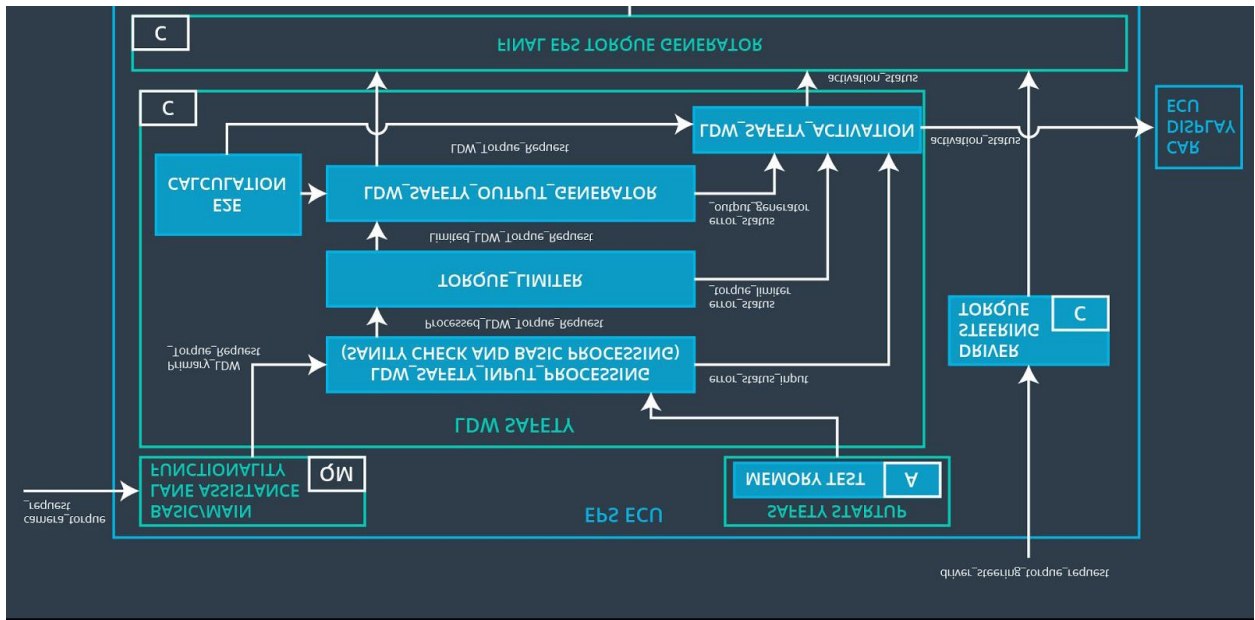 camera_torque
_request
BASIC/MAIN
LANE ASSISTANCE
FUNCTIONALITY
QM
EPS ECU
SAFETY STARTUP
MEMORY TEST
A
driver_steering_torque_request
LDW SAFETY
Primary_LDW
_Torque_Request
LDW_SAFETY_INPUT_PROCESSING
(SANITY CHECK AND BASIC PROCESSING)
error_status_input
DRIVER
STEERING
TORQUE
C
Processed_LDW_Torque_Request
TORQUE_LIMITER
error_status
_torque_limiter
Limited_LDW_Torque_Request
E2E
CALCULATION
LDW_SAFETY_OUTPUT_GENERATOR
error_status
_output_generator
LDW_Torque_Request
LDW_SAFETY_ACTIVATION
activation_status
CAR
DISPLAY
ECU
C
activation_status
FINAL EPS TORQUE GENERATOR
C